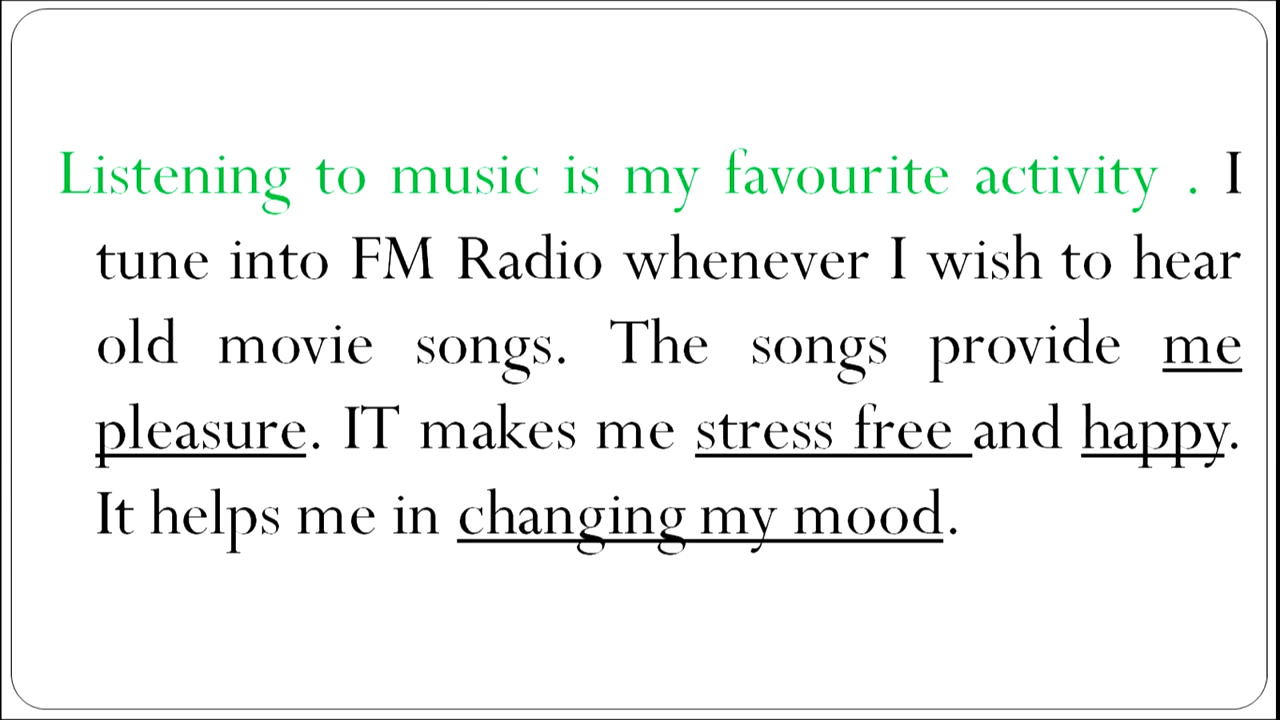 Listening to music is my favourite activity . I
tune into FM Radio whenever I wish to hear
old movie songs. The songs provide me
pleasure. IT makes me stress free and happy.
It helps me in changing my mood.